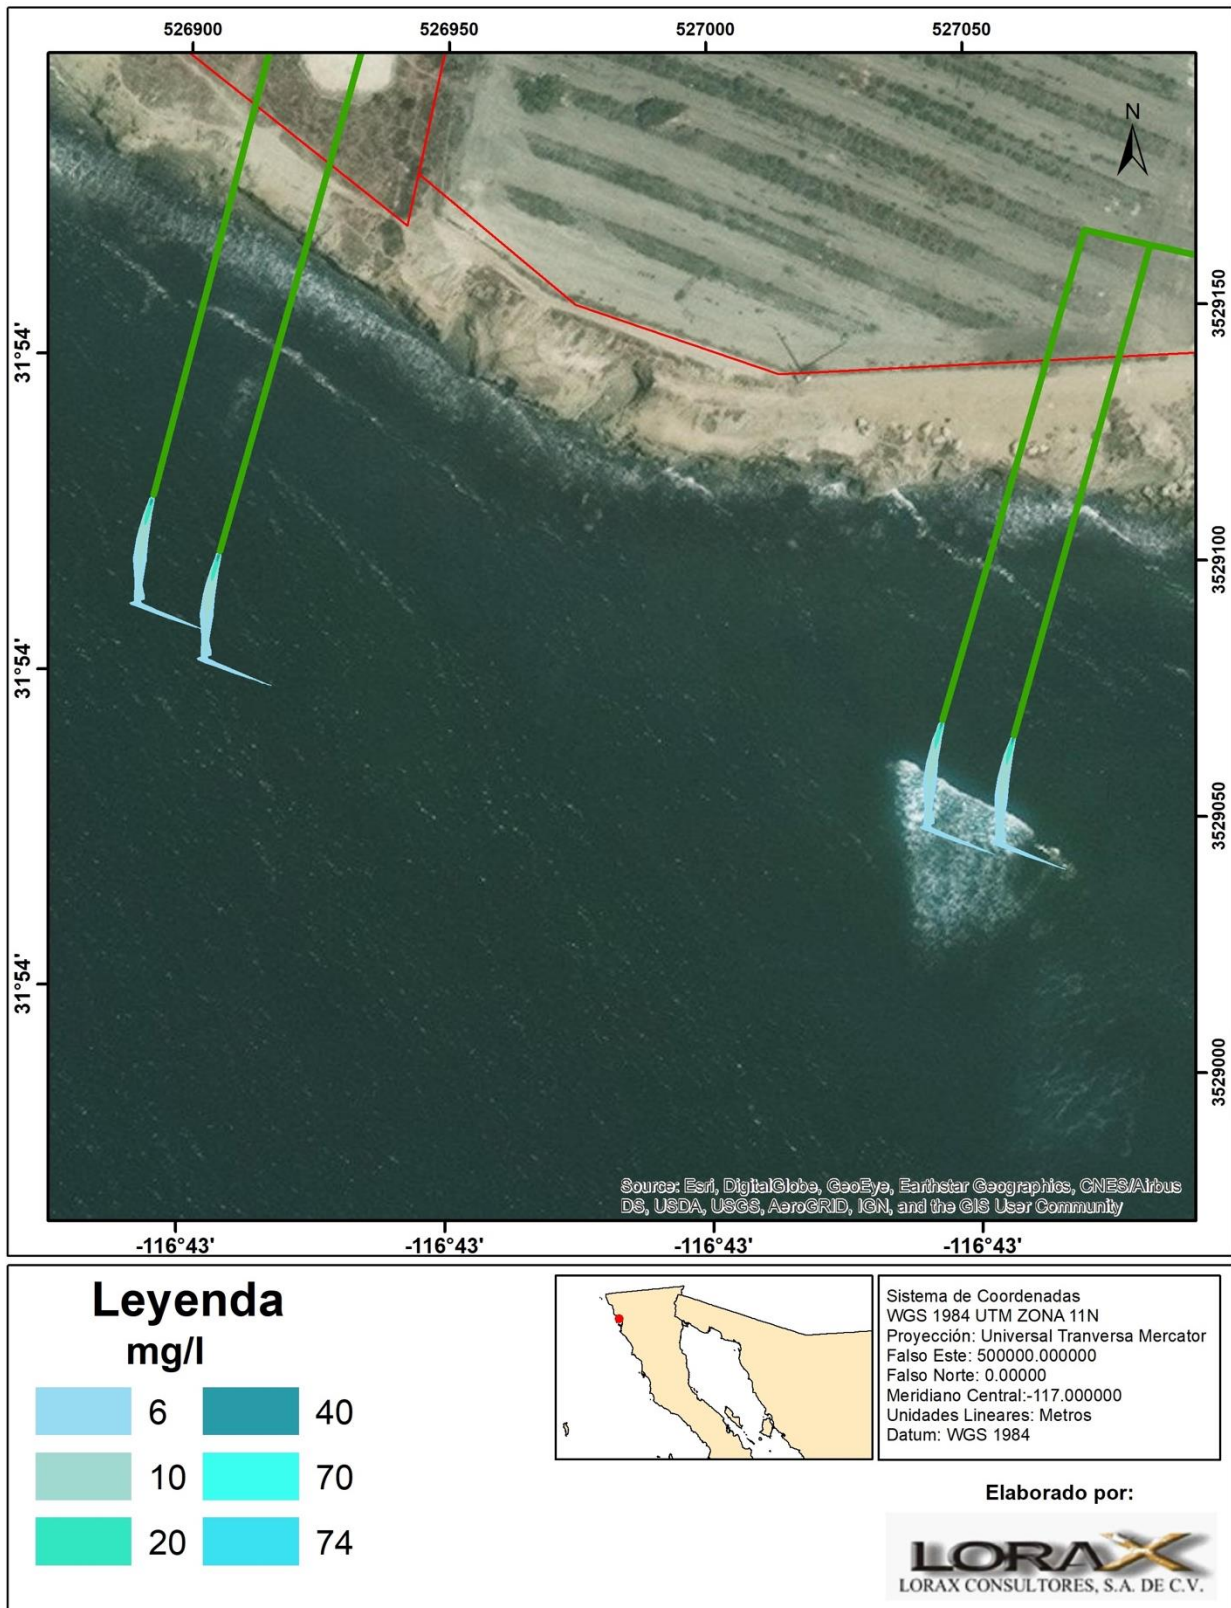 526900
526950
527000
527050
N
3529150
3529100
3529050
3529000
31°54'
31°54'
31°54'
Source: Esri, DigitalGlobe, GeoEye, Earthstar Geographics, CNES/Airbus
DS, USDA, USGS, AeroGRID, IGN, and the GIS User Community
-116°43'
-116°43'
-116°43'
-116°43'
Leyenda
mg/l
6
40
10
70
20
74
Sistema de Coordenadas
WGS 1984 UTM ZONA 11N
Proyección: Universal Tranversa Mercator
Falso Este: 500000.000000
Falso Norte: 0.00000
Meridiano Central:-117.000000
Unidades Lineares: Metros
Datum: WGS 1984
Elaborado por:
LORAX
LORAX CONSULTORES, S.A. DE C.V.